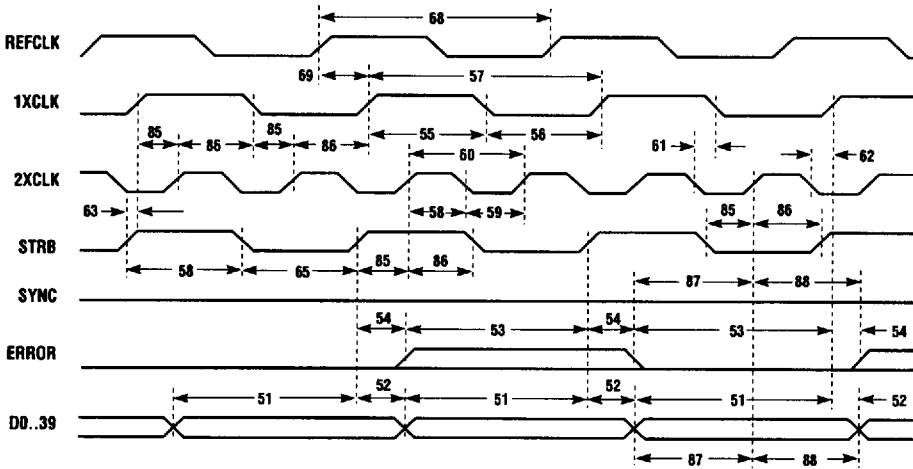 68
REFCLK
69 57
1XCLK
85 86 85 86 55 56
60 61 62
2XCLK
63 58 59 85 86
STRB
58 65 85 86
87 88
SYNC
54 53 54 53 54
ERROR
51 52 51 52 51 52
D0..39
87 88